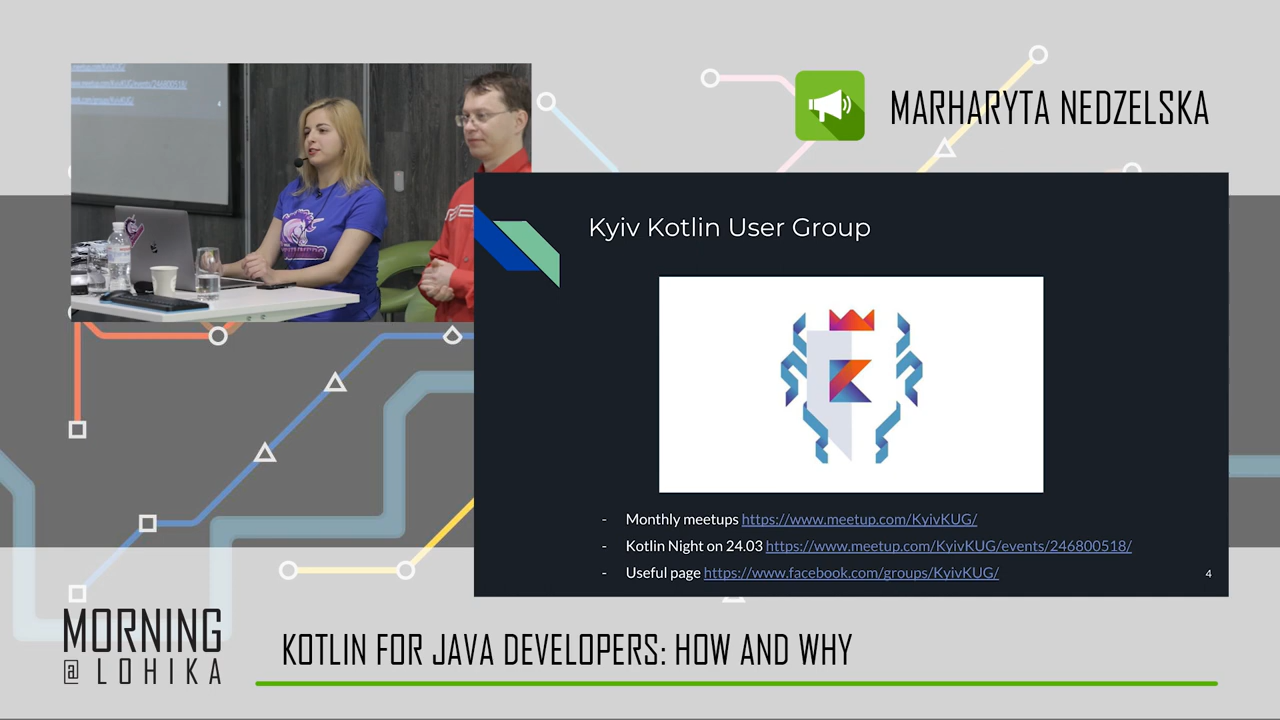 MARHARYTA NEDZELSKA
Kyiv Kotlin User Group
- Monthly meetups https://www.meetup.com/KyivKUG/
- Kotlin Night on 24.03 https://www.meetup.com/KyivKUG/events/246800518/
- Useful page https://www.facebook.com/groups/KyivKUG/
4
MORNING
@ LOHIKA
KOTLIN FOR JAVA DEVELOPERS: HOW AND WHY